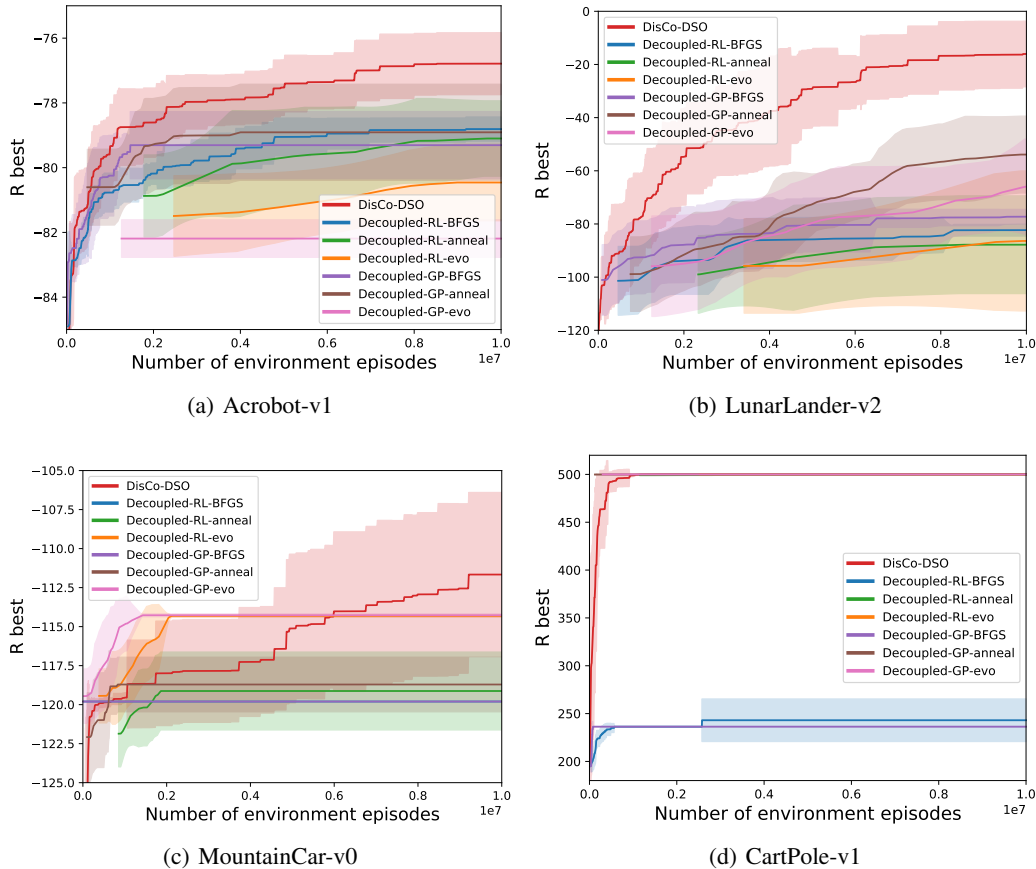 −76
−78
−80
−82
−84
R best
DisCo-DSO
Decoupled-RL-BFGS
Decoupled-RL-anneal
Decoupled-RL-evo
Decoupled-GP-BFGS
Decoupled-GP-anneal
Decoupled-GP-evo
0.0 0.2 0.4 0.6 0.8 1.0
1e7
Number of environment episodes
(a) Acrobot-v1
0
−20
−40
−60
−80
−100
−120
R best
DisCo-DSO
Decoupled-RL-BFGS
Decoupled-RL-anneal
Decoupled-RL-evo
Decoupled-GP-BFGS
Decoupled-GP-anneal
Decoupled-GP-evo
0.0 0.2 0.4 0.6 0.8 1.0
1e7
Number of environment episodes
(b) LunarLander-v2
−105.0
−107.5
−110.0
−112.5
−115.0
−117.5
−120.0
−122.5
−125.0
R best
DisCo-DSO
Decoupled-RL-BFGS
Decoupled-RL-anneal
Decoupled-RL-evo
Decoupled-GP-BFGS
Decoupled-GP-anneal
Decoupled-GP-evo
0.0 0.2 0.4 0.6 0.8 1.0
1e7
Number of environment episodes
(c) MountainCar-v0
500
450
400
350
300
250
200
R best
DisCo-DSO
Decoupled-RL-BFGS
Decoupled-RL-anneal
Decoupled-RL-evo
Decoupled-GP-BFGS
Decoupled-GP-anneal
Decoupled-GP-evo
0.0 0.2 0.4 0.6 0.8 1.0
1e7
Number of environment episodes
(d) CartPole-v1